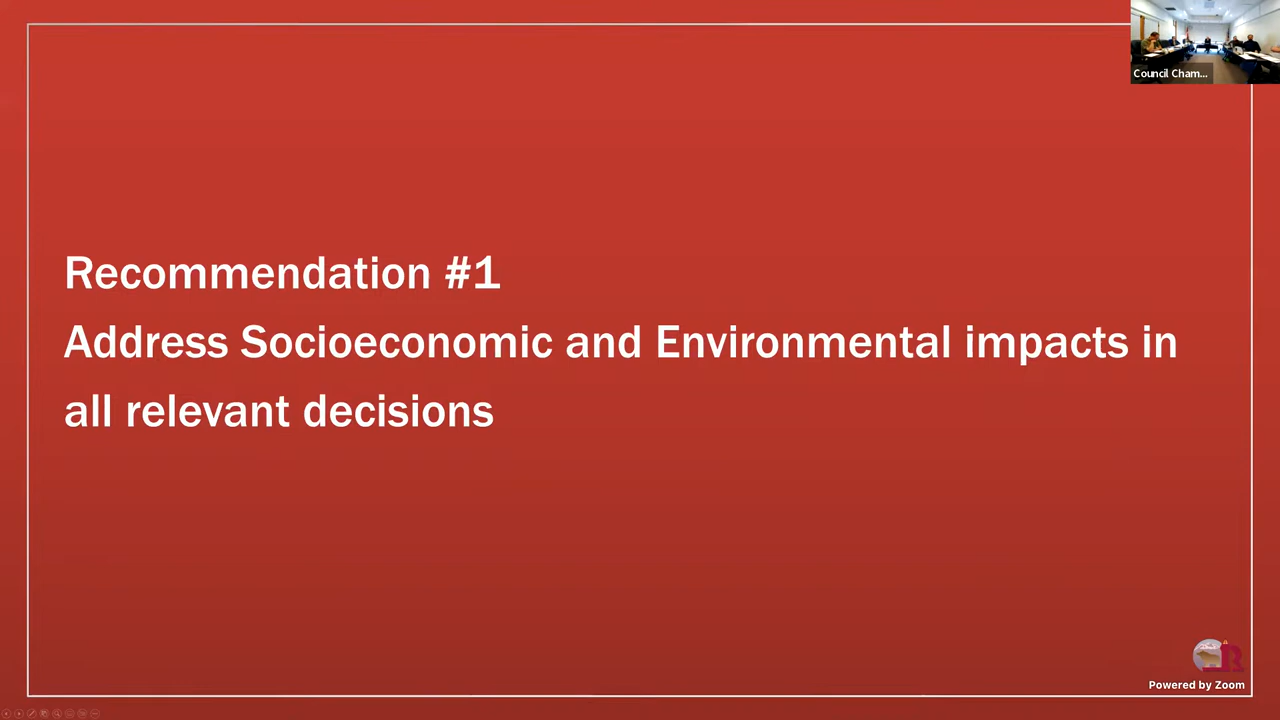 Council Cham...
Recommendation #1
Address Socioeconomic and Environmental impacts in
all relevant decisions
Powered by Zoom